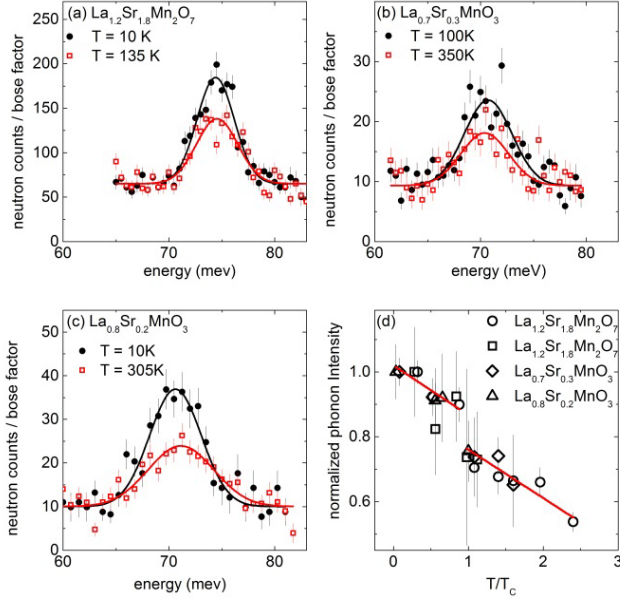 (a) La1.2Sr1.8Mn2O7
T = 10 K
T = 135 K
250
200
150
100
50
0
60
70
80
neutron counts / bose factor
energy (mev)
(b) La0.7Sr0.3MnO3
T = 100K
T = 350K
40
30
20
10
0
60
70
80
neutron counts / bose factor
energy (meV)
(c) La0.8Sr0.2MnO3
T = 10K
T = 305K
50
40
30
20
10
0
60
70
80
neutron counts / bose factor
energy (mev)
(d)
La1.2Sr1.8Mn2O7
La1.2Sr1.8Mn2O7
La0.7Sr0.3MnO3
La0.8Sr0.2MnO3
1.0
0.8
0.6
0
1
2
3
normalized phonon Intensity
T/TC